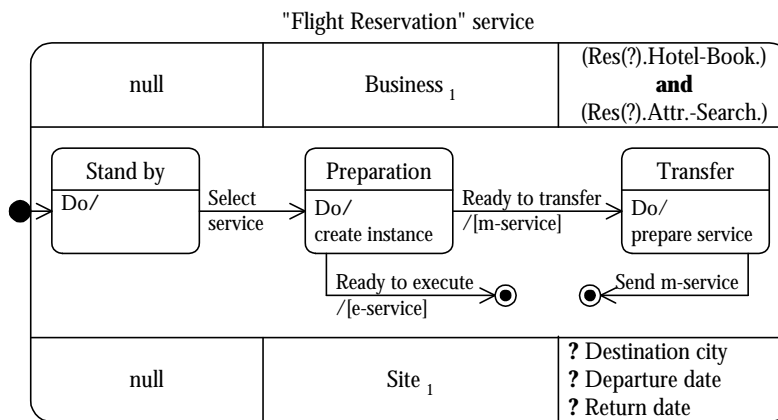 "Flight Reservation" service
null
Business 1
(Res(?).Hotel-Book.)
and
(Res(?).Attr.-Search.)
Stand by
Do/
Select
service
Preparation
Do/
create instance
Ready to transfer
/[m-service]
Transfer
Do/
prepare service
Ready to execute
/[e-service]
Send m-service
null
Site 1
? Destination city
? Departure date
? Return date